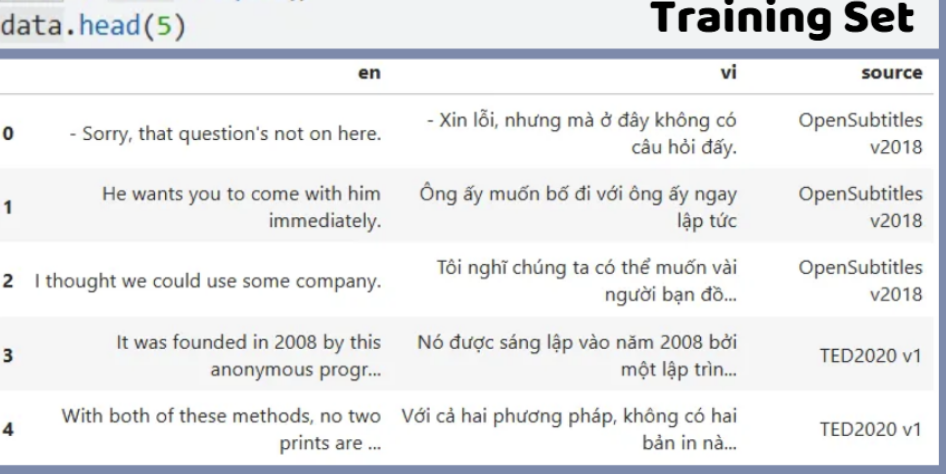 data.head(5)
Training Set
en vi source
0 - Sorry, that question's not on here. - Xin lỗi, nhưng mà ở đây không có câu hỏi đấy. OpenSubtitles v2018
1 He wants you to come with him immediately. Ông ấy muốn bố đi với ông ấy ngay lập tức OpenSubtitles v2018
2 I thought we could use some company. Tôi nghĩ chúng ta có thể muốn vài người bạn đồ... OpenSubtitles v2018
3 It was founded in 2008 by this anonymous progr... Nó được sáng lập vào năm 2008 bởi một lập trìn... TED2020 v1
4 With both of these methods, no two prints are ... Với cả hai phương pháp, không có hai bản in nà... TED2020 v1